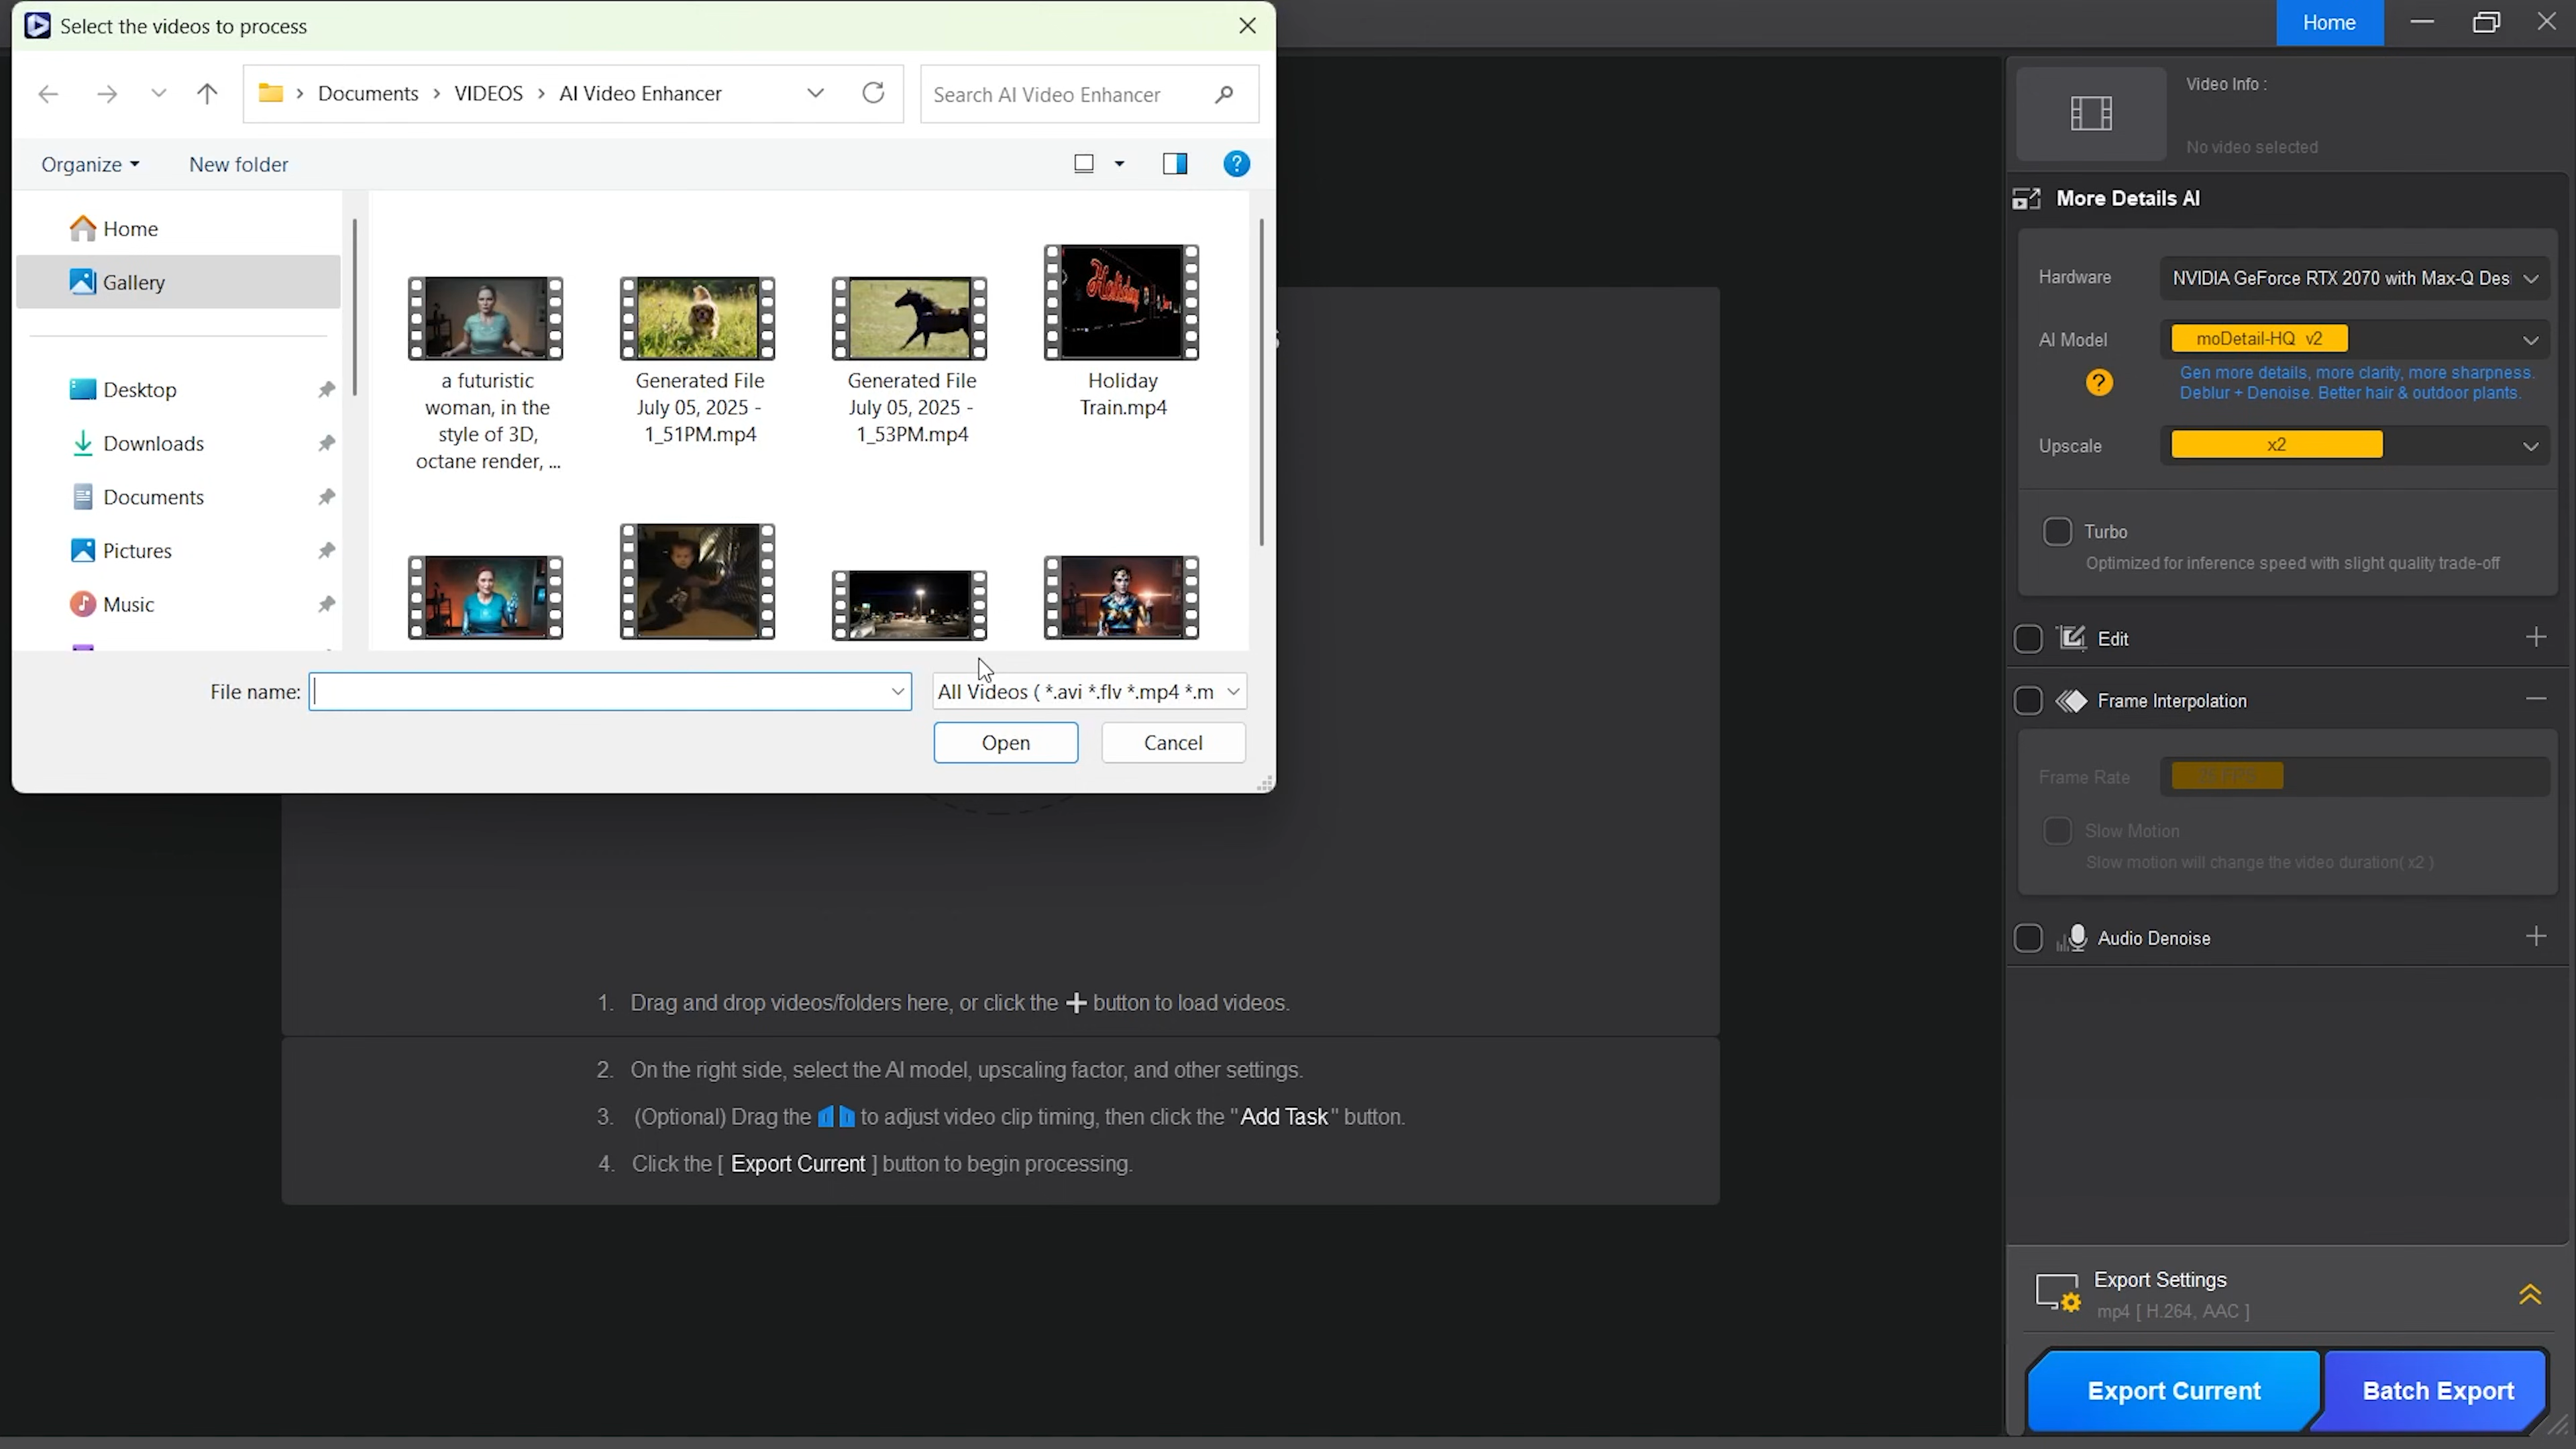 Select the videos to process
Home
Documents > VIDEOS > AI Video Enhancer
Search AI Video Enhancer
Organize
New folder
Home
Gallery
Desktop
Downloads
Documents
Pictures
Music
a futuristic
woman, in the
style of 3D,
octane render, ...
Generated File
July 05, 2025 -
1_51PM.mp4
Generated File
July 05, 2025 -
1_53PM.mp4
Holiday
Holiday
Train.mp4
File name:
All Videos ( *.avi *.flv *.mp4 *.m
Open
Cancel
1. Drag and drop videos/folders here, or click the + button to load videos.
2. On the right side, select the AI model, upscaling factor, and other settings.
3. (Optional) Drag the to adjust video clip timing, then click the "Add Task" button.
4. Click the [ Export Current ] button to begin processing.
Video Info :
No video selected
More Details AI
Hardware
NVIDIA GeForce RTX 2070 with Max-Q Des
AI Model
moDetail-HQ v2
Gen more details, more clarity, more sharpness.
Deblur + Denoise. Better hair & outdoor plants.
Upscale
x2
Turbo
Optimized for inference speed with slight quality trade-off
Edit
Frame Interpolation
Frame Rate
Slow Motion
Slow motion will change the video duration( x2 )
Audio Denoise
Export Settings
mp4 [ H.264, AAC ]
Export Current
Batch Export